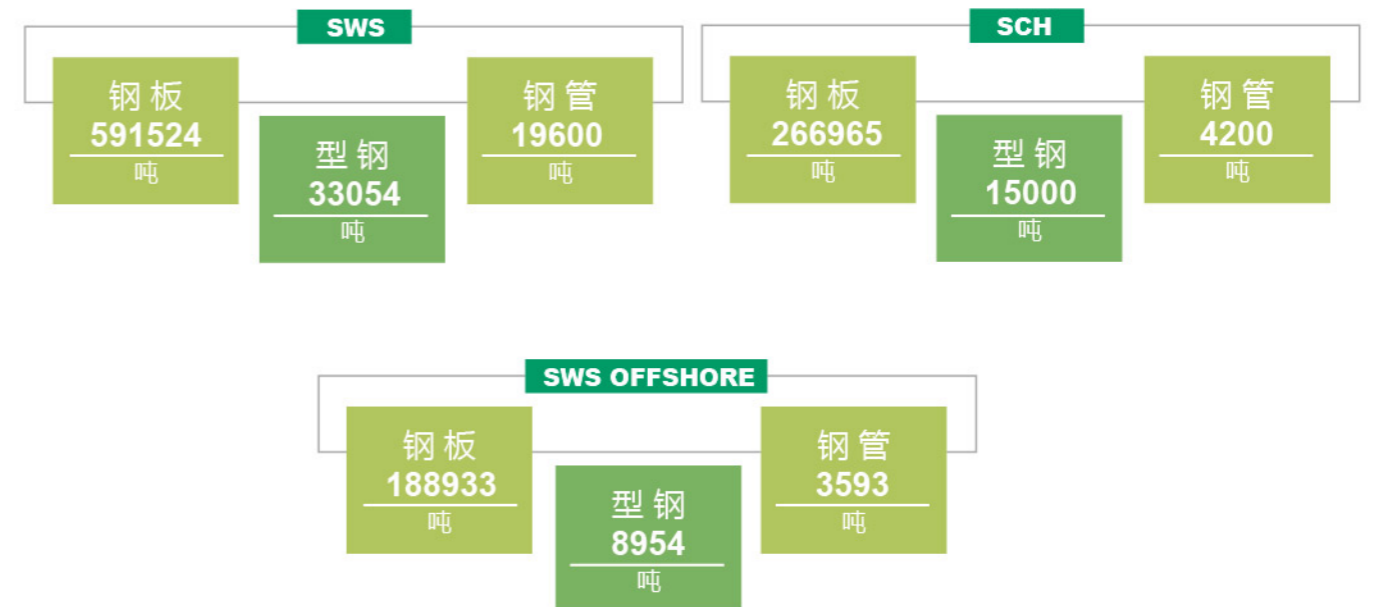 SWS
钢板
591524
吨
型钢
33054
吨
钢管
19600
吨
SCH
钢板
266965
吨
型钢
15000
吨
钢管
4200
吨
SWS OFFSHORE
钢板
188933
吨
型钢
8954
吨
钢管
3593
吨